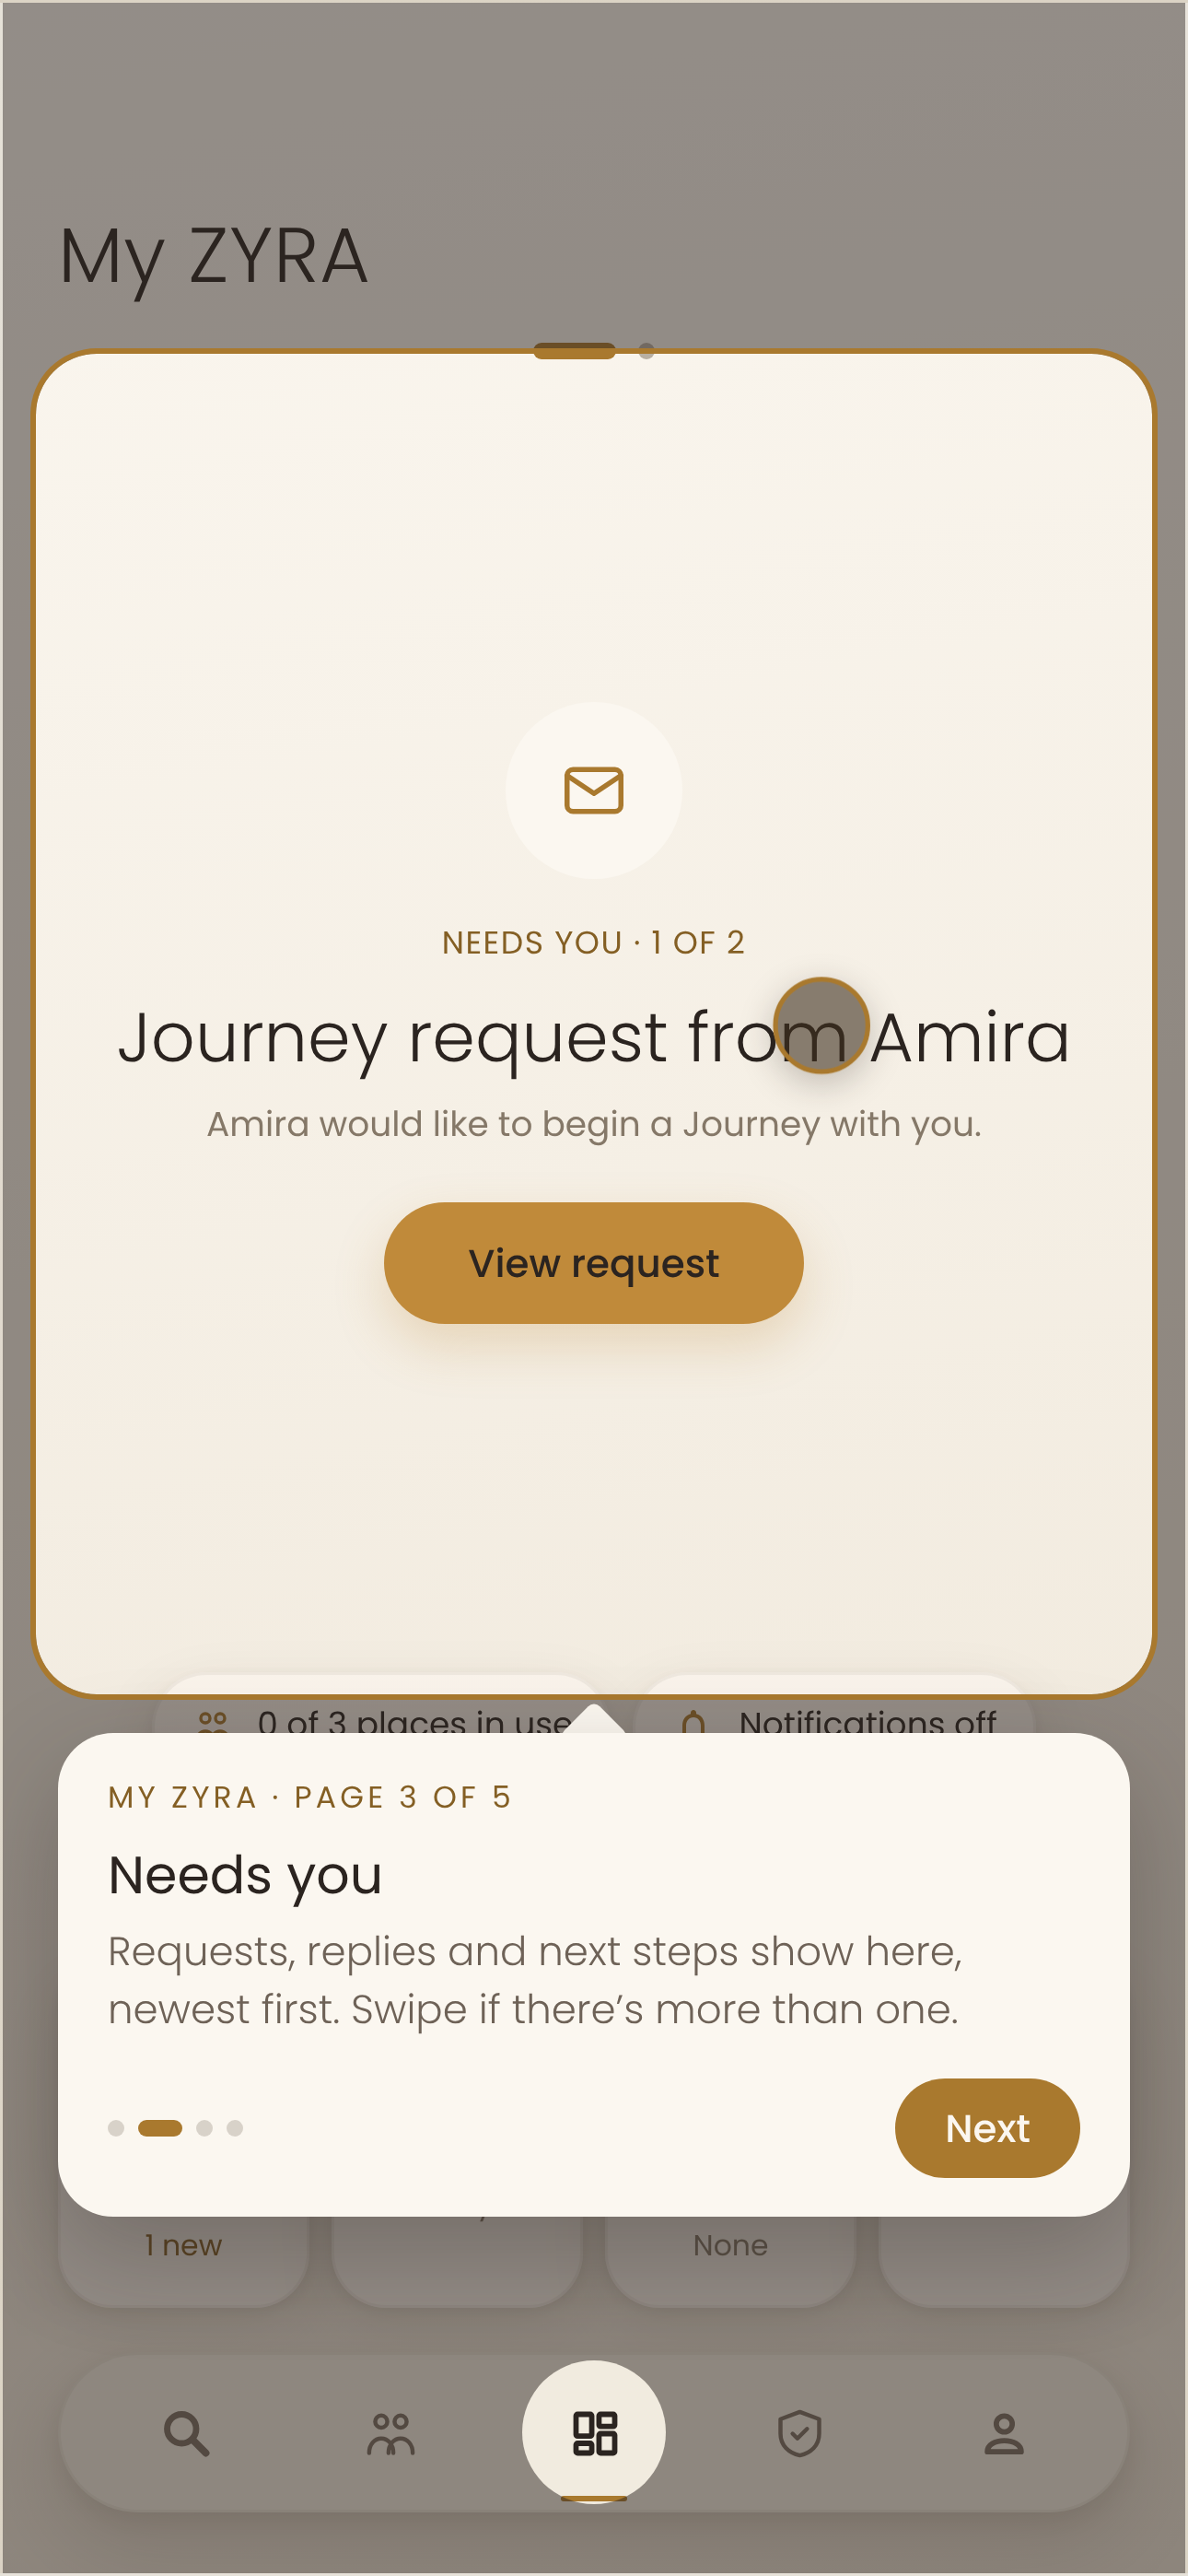 My ZYRA
NEEDS YOU · 1 OF 2
Journey request from Amira
Amira would like to begin a Journey with you.
View request
0 of 3 places in use
Notifications off
MY ZYRA · PAGE 3 OF 5
Needs you
Requests, replies and next steps show here,
newest first. Swipe if there’s more than one.
Next
1 new
None